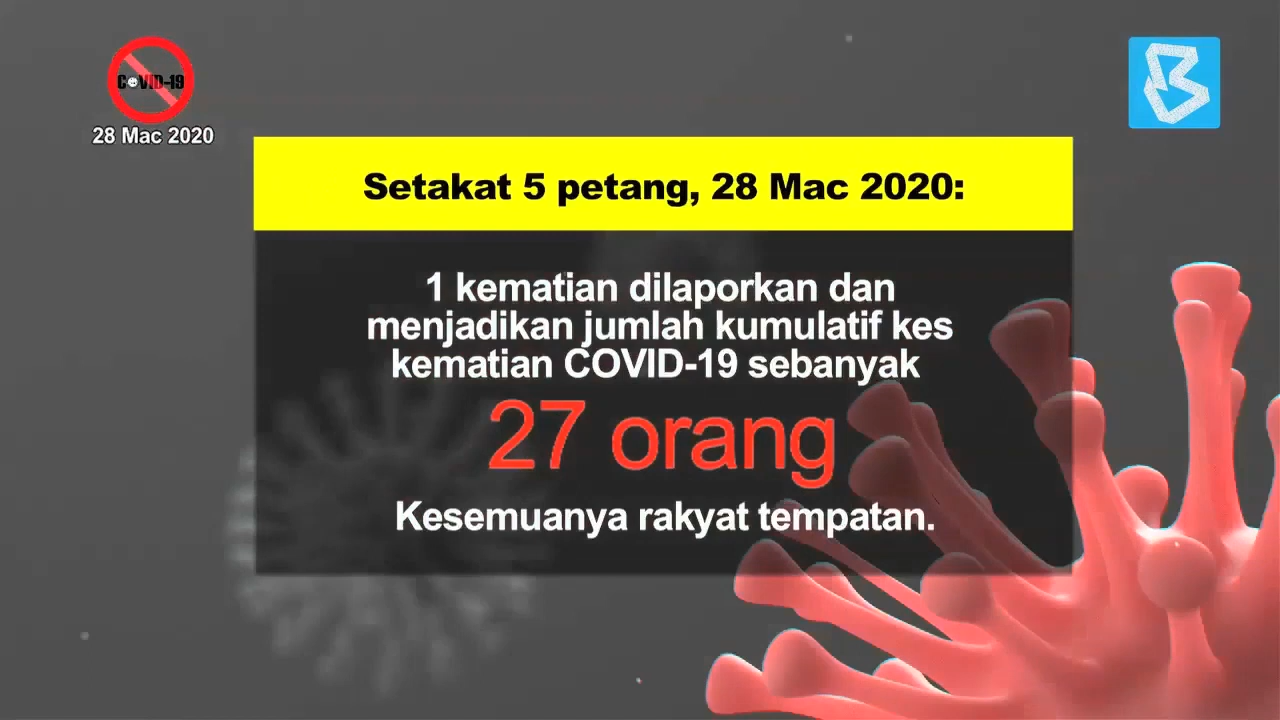 COVID-19
28 Mac 2020
Setakat 5 petang, 28 Mac 2020:
1 kematian dilaporkan dan
menjadikan jumlah kumulatif kes
kematian COVID-19 sebanyak
27 orang
Kesemuanya rakyat tempatan.